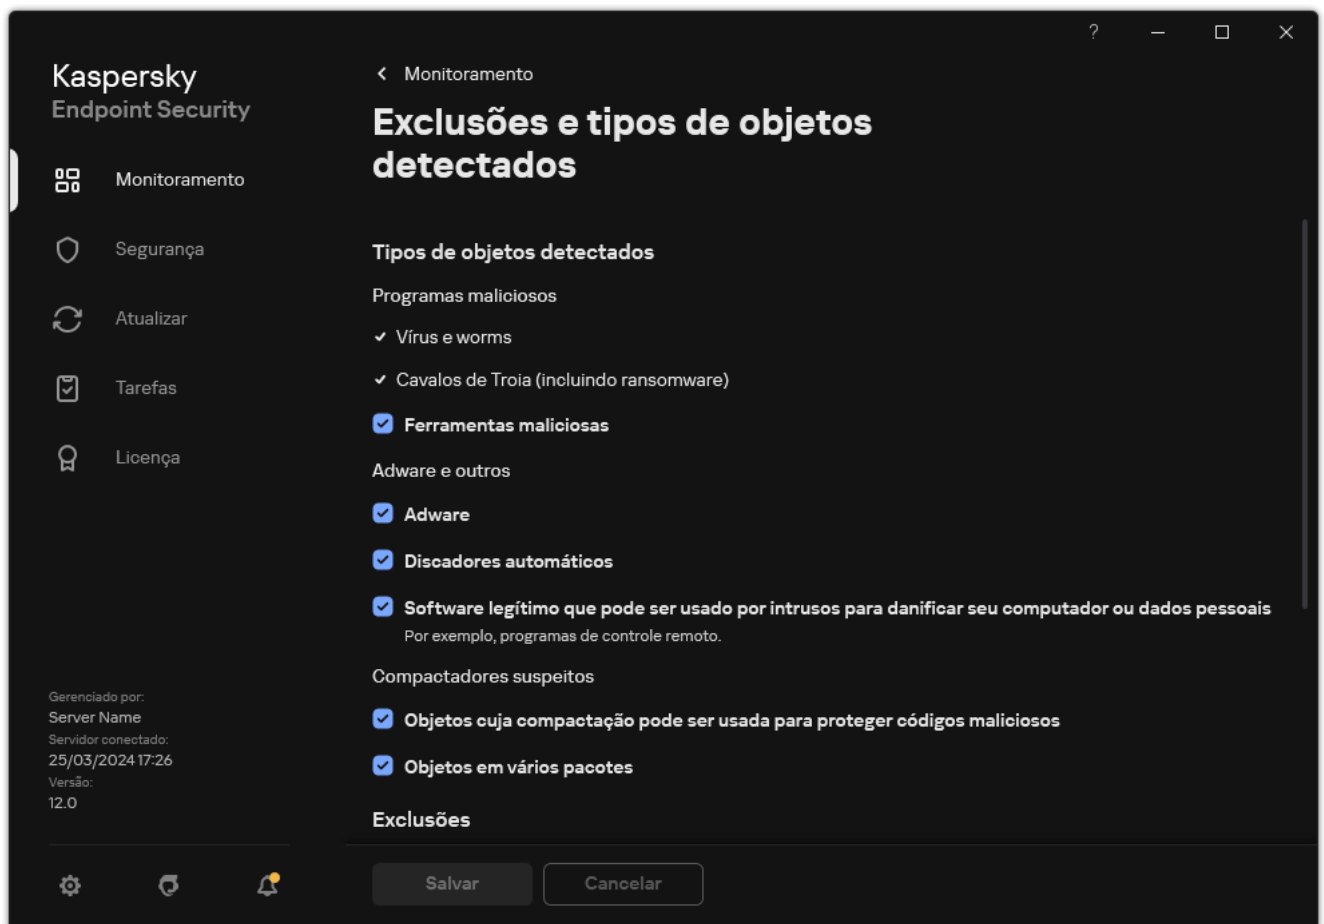 ?
Kaspersky
Endpoint Security
Monitoramento
Segurança
Atualizar
Tarefas
Licença
Gerenciado por:
Server Name
Servidor conectado:
25/03/2024 17:26
Versão:
12.0
Monitoramento
Exclusões e tipos de objetos
detectados
Tipos de objetos detectados
Programas maliciosos
Vírus e worms
Cavalos de Troia (incluindo ransomware)
Ferramentas maliciosas
Adware e outros
Adware
Discadores automáticos
Software legítimo que pode ser usado por intrusos para danificar seu computador ou dados pessoais
Por exemplo, programas de controle remoto.
Compactadores suspeitos
Objetos cuja compactação pode ser usada para proteger códigos maliciosos
Objetos em vários pacotes
Exclusões
Salvar
Cancelar